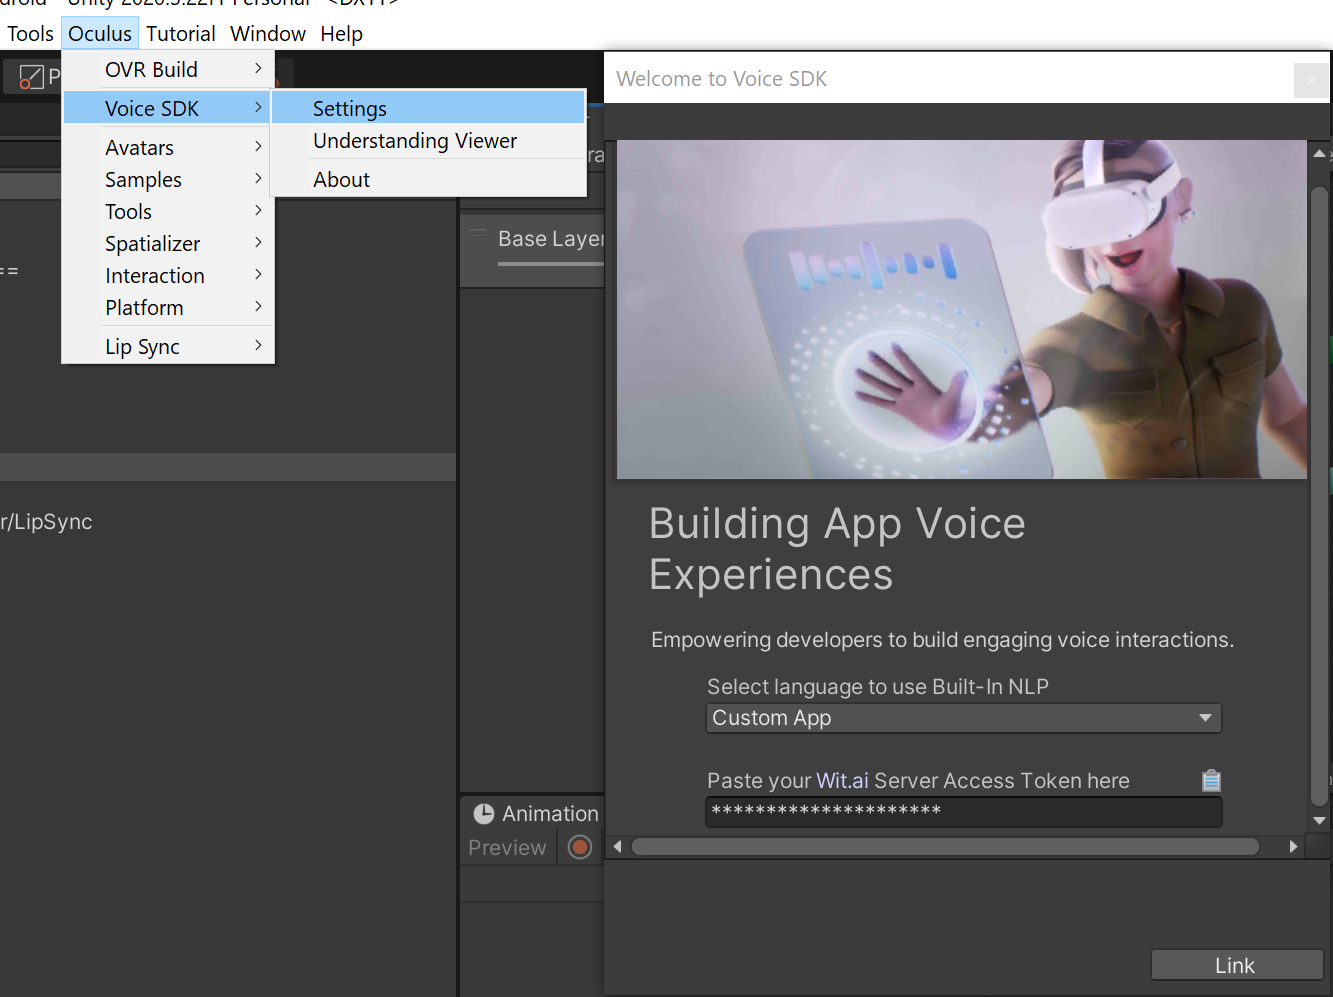 Unity 2020.3.22f1 Personal <DX11>
Tools Oculus Tutorial Window Help
OVR Build
Voice SDK
Avatars
Samples
Tools
Spatializer
Interaction
Platform
Lip Sync
Settings
Understanding Viewer
About
==
r/LipSync
Base Layer
Animation
Preview
Welcome to Voice SDK
Building App Voice
Experiences
Empowering developers to build engaging voice interactions.
Select language to use Built-In NLP
Custom App
Paste your Wit.ai Server Access Token here
*********************
Link